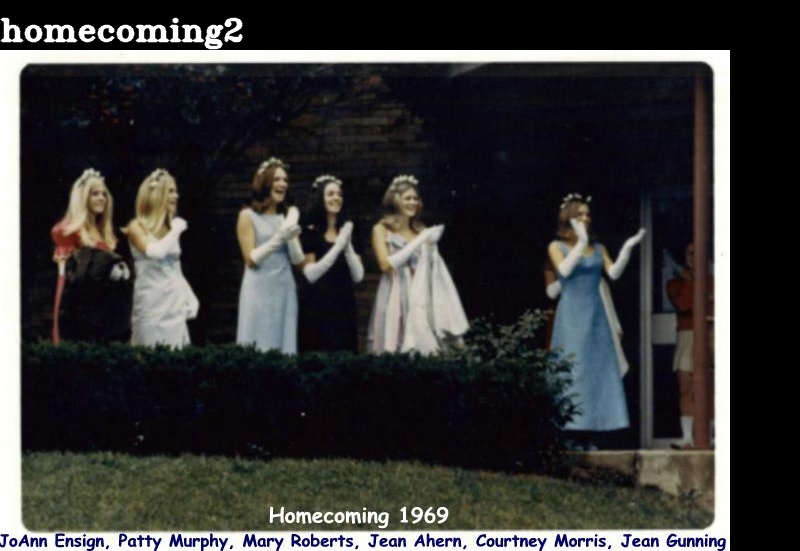 homecoming2
Homecoming 1969
JoAnn Ensign, Patty Murphy, Mary Roberts, Jean Ahern, Courtney Morris, Jean Gunning